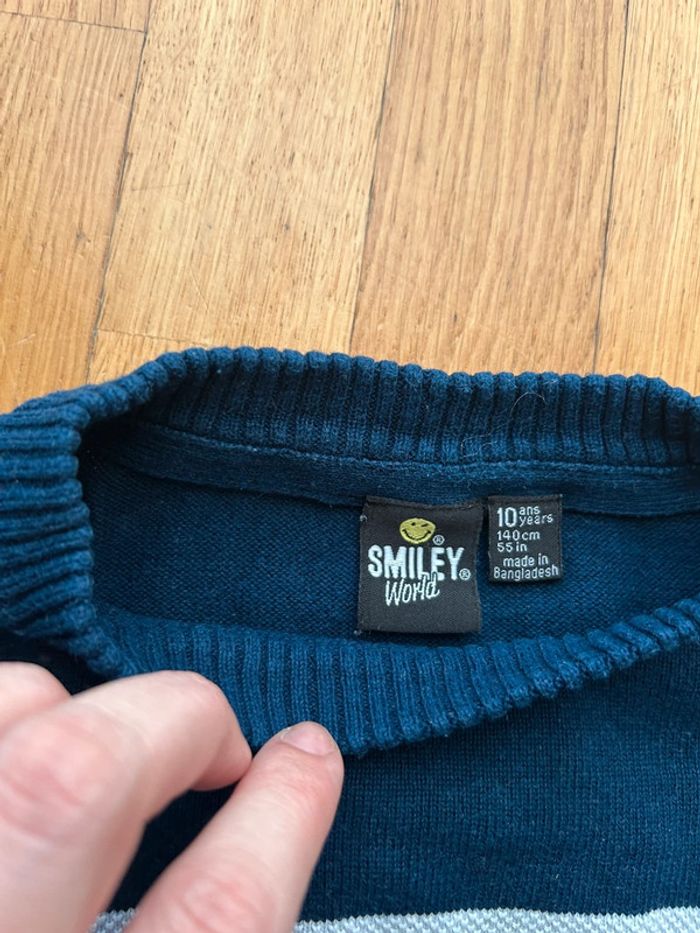 SMILEY®
World
10 ans
years
140cm
55in
made in
Bangladesh